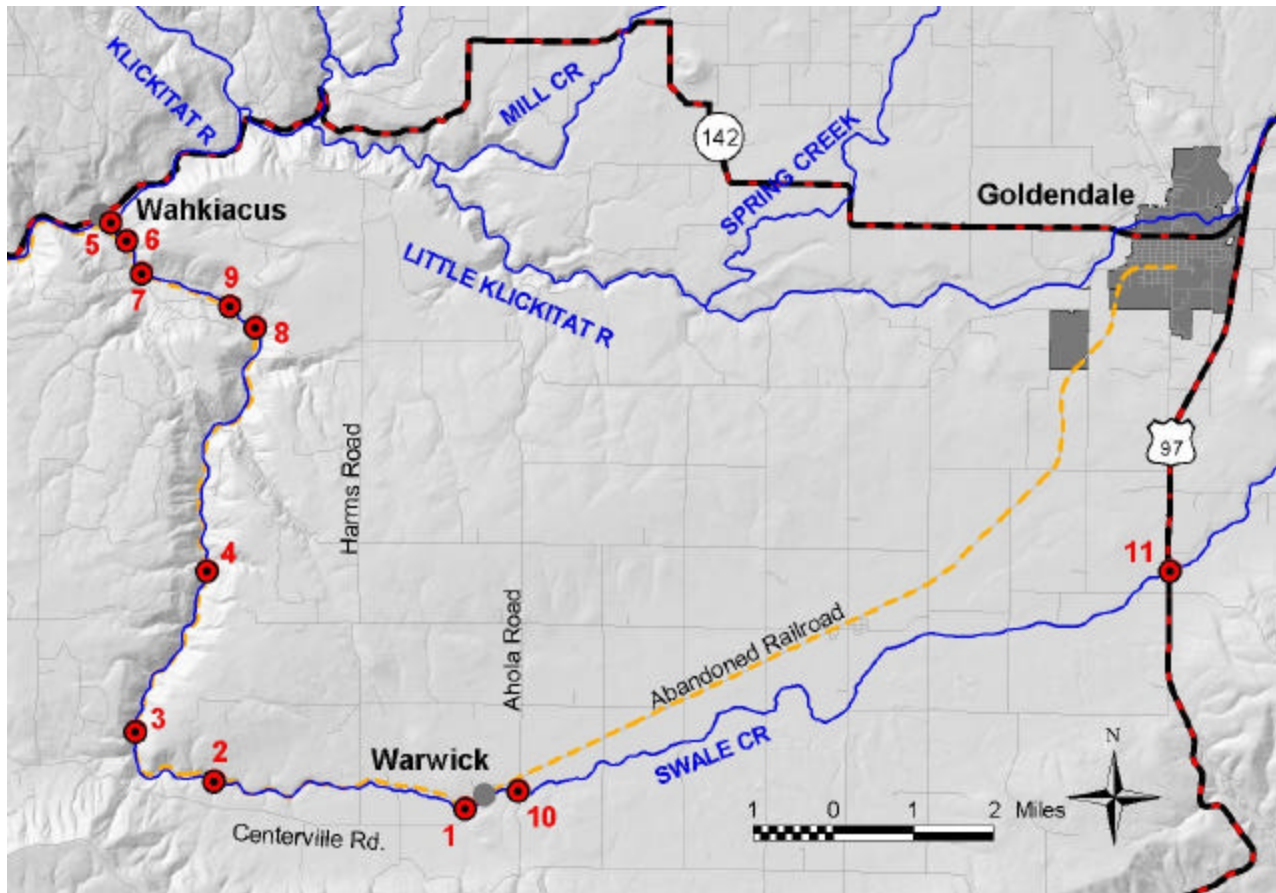 KLICKITAT R
MILL CR
142
SPRING CREEK
Goldendale
Wahkiacus
5
6
7
9
8
LITTLE KLICKITAT R
97
Harms Road
4
11
Ahola Road
Abandoned Railroad
3
2
Warwick
SWALE CR
N
1
10
1 0 1 2 Miles
Centerville Rd.